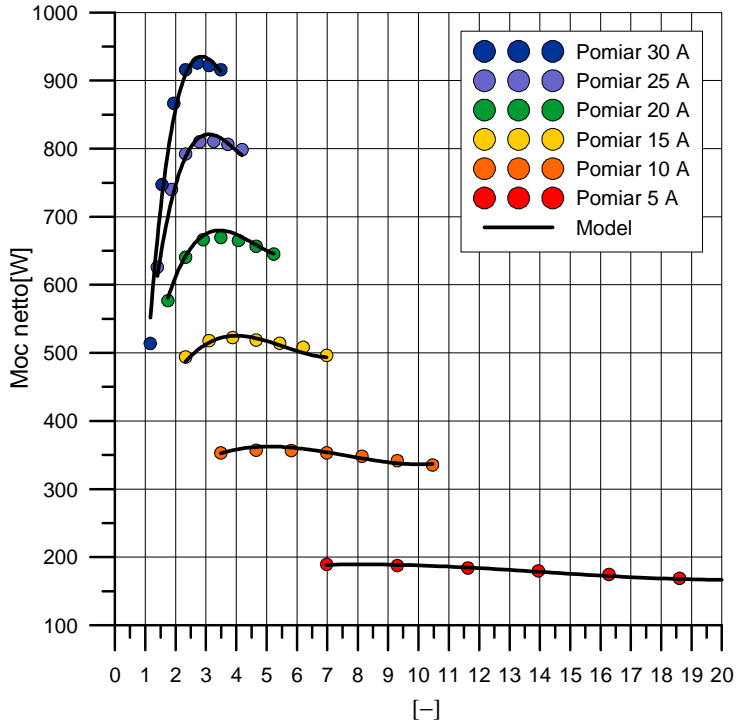 1000
900
800
700
600
500
400
300
200
100
Moc netto[W]
Pomiar 30 A
Pomiar 25 A
Pomiar 20 A
Pomiar 15 A
Pomiar 10 A
Pomiar 5 A
Model
0 1 2 3 4 5 6 7 8 9 10 11 12 13 14 15 16 17 18 19 20
[–]